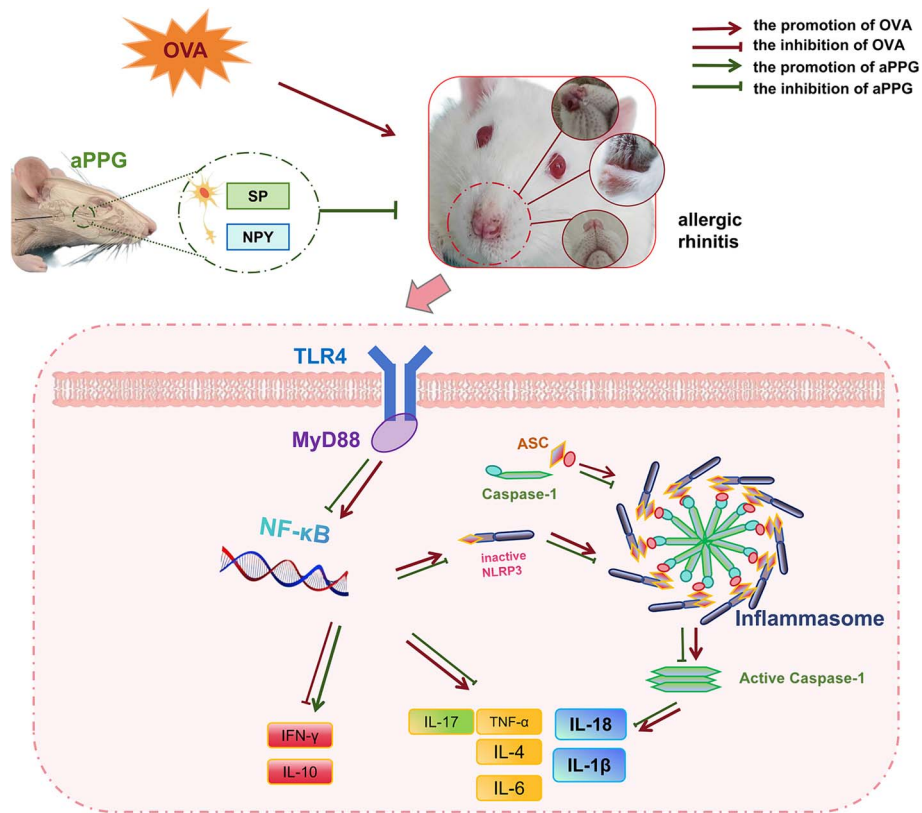 OVA
the promotion of OVA
the inhibition of OVA
the promotion of aPPG
the inhibition of aPPG
aPPG
SP
NPY
allergic
rhinitis
TLR4
MyD88
ASC
Caspase-1
NF-κB
inactive
NLRP3
Inflammasome
Active Caspase-1
IFN-γ
IL-10
IL-17
TNF-α
IL-4
IL-6
IL-18
IL-1β